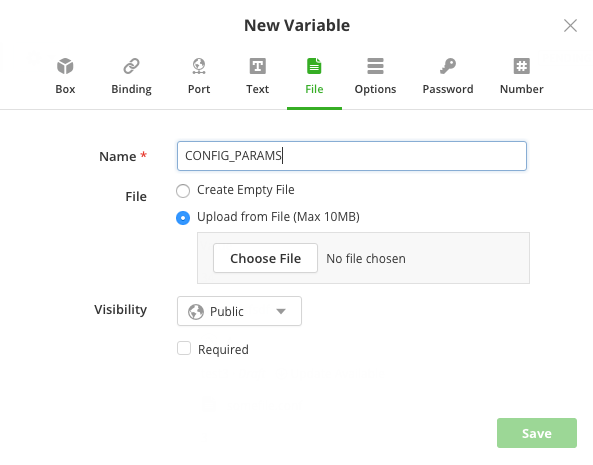 New Variable
Box Binding Port Text File Options Password Number
Name * CONFIG_PARAMS
File Create Empty File
Upload from File (Max 10MB)
Choose File No file chosen
Visibility Public
Required
Save